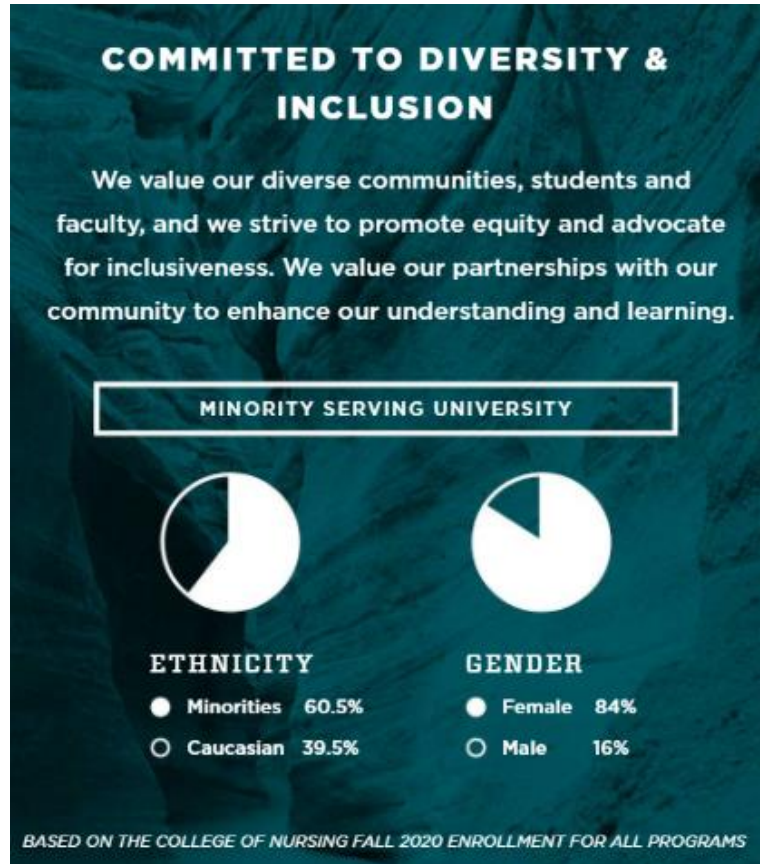 COMMITTED TO DIVERSITY &
INCLUSION
We value our diverse communities, students and
faculty, and we strive to promote equity and advocate
for inclusiveness. We value our partnerships with our
community to enhance our understanding and learning.
MINORITY SERVING UNIVERSITY
ETHNICITY
Minorities 60.5%
Caucasian 39.5%
GENDER
Female 84%
Male 16%
BASED ON THE COLLEGE OF NURSING FALL 2020 ENROLLMENT FOR ALL PROGRAMS